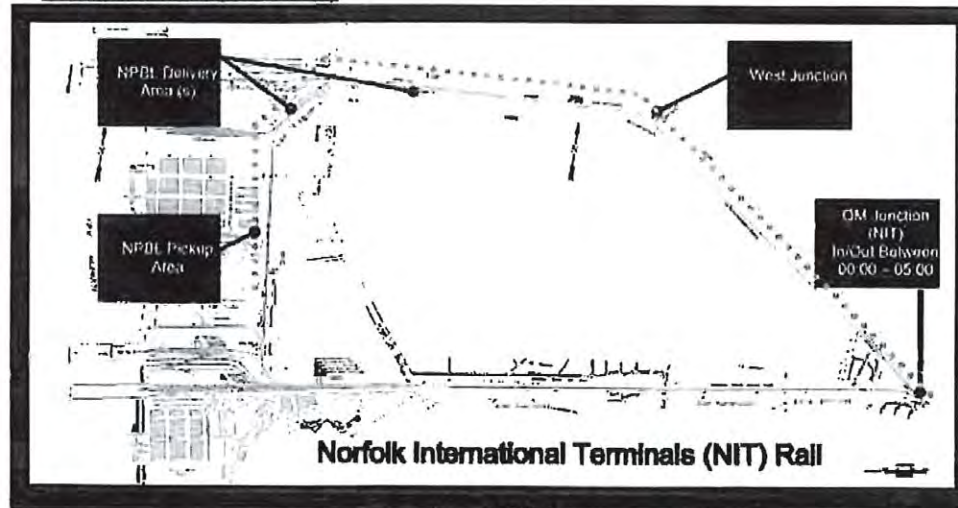 NPBL Delivery
Area (s)
West Junction
NPBL Pickup
Area
GM Junction
(NIT)
In/Out Between
00:00 - 05:00
Norfolk International Terminals (NIT) Rail